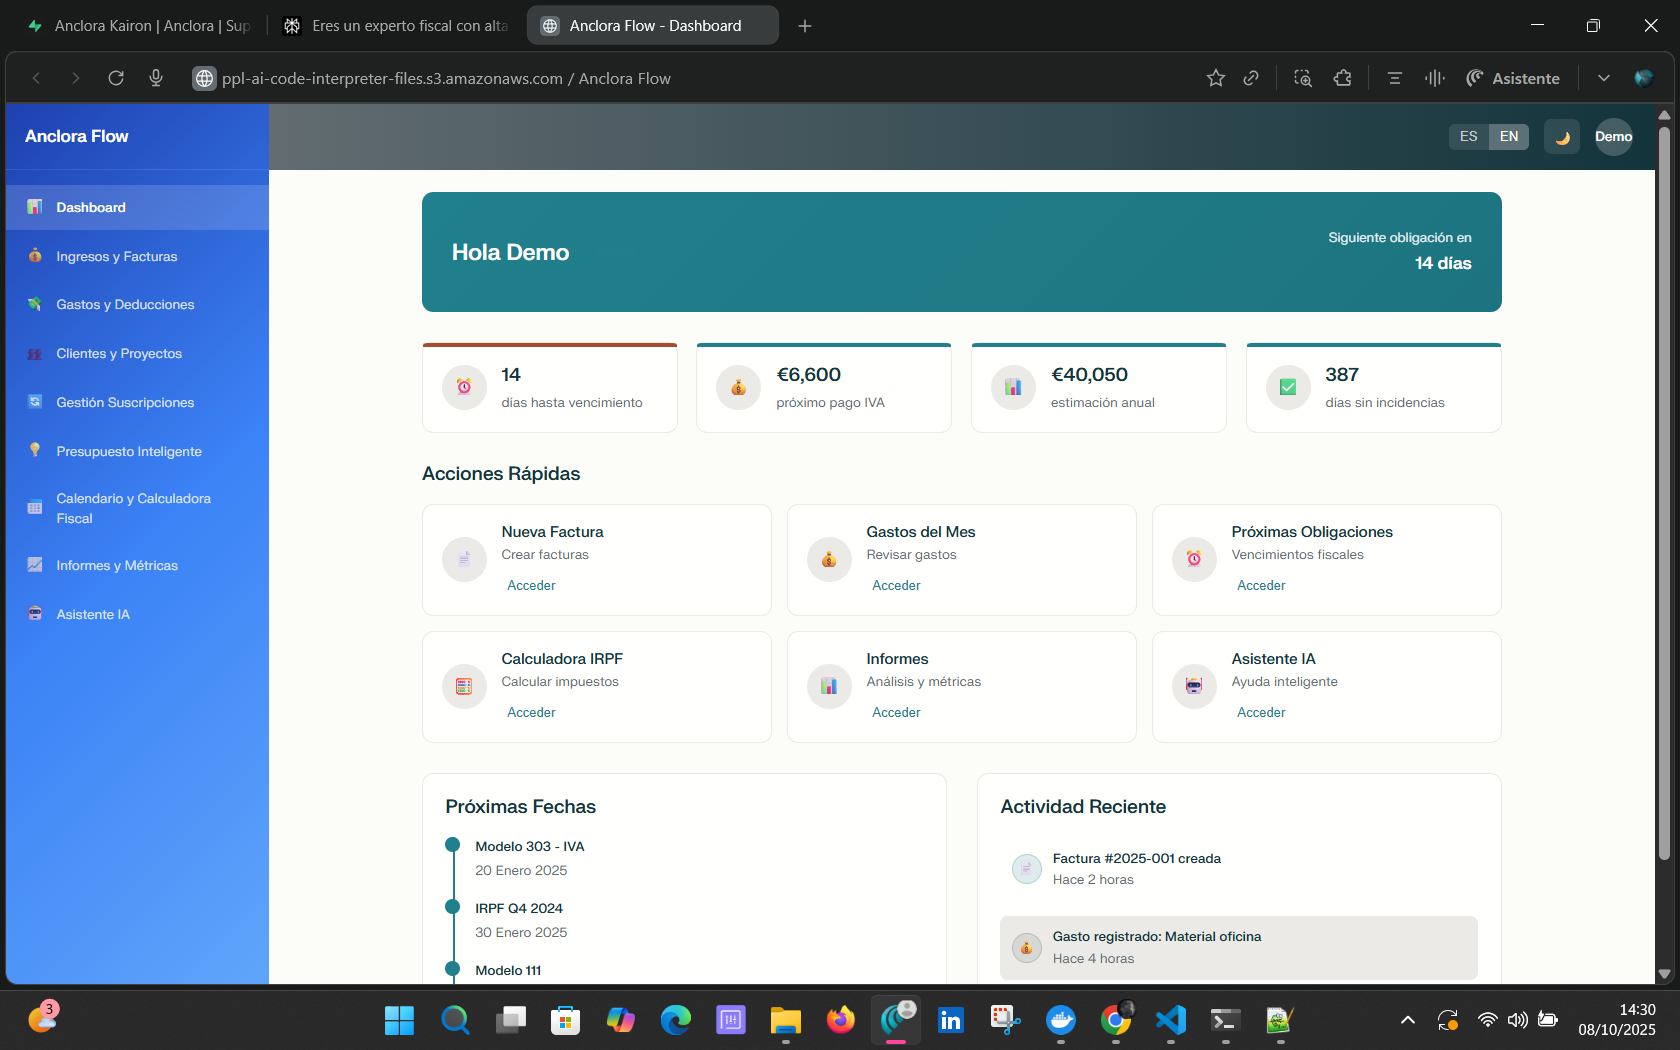 Anclora Kairon | Anclora | Sup
Eres un experto fiscal con alta
Anclora Flow - Dashboard
ppl-ai-code-interpreter-files.s3.amazonaws.com / Anclora Flow
Asistente
Anclora Flow
ES
EN
Demo
Dashboard
Ingresos y Facturas
Gastos y Deducciones
Clientes y Proyectos
Gestión Suscripciones
Presupuesto Inteligente
Calendario y Calculadora
Fiscal
Informes y Métricas
Asistente IA
Hola Demo
Siguiente obligación en
14 días
14
días hasta vencimiento
€6,600
próximo pago IVA
€40,050
estimación anual
387
días sin incidencias
Acciones Rápidas
Nueva Factura
Crear facturas
Acceder
Gastos del Mes
Revisar gastos
Acceder
Próximas Obligaciones
Vencimientos fiscales
Acceder
Calculadora IRPF
Calcular impuestos
Acceder
Informes
Análisis y métricas
Acceder
Asistente IA
Ayuda inteligente
Acceder
Próximas Fechas
Modelo 303 - IVA
20 Enero 2025
IRPF Q4 2024
30 Enero 2025
Modelo 111
Actividad Reciente
Factura #2025-001 creada
Hace 2 horas
Gasto registrado: Material oficina
Hace 4 horas
3
in
14:30
08/10/2025